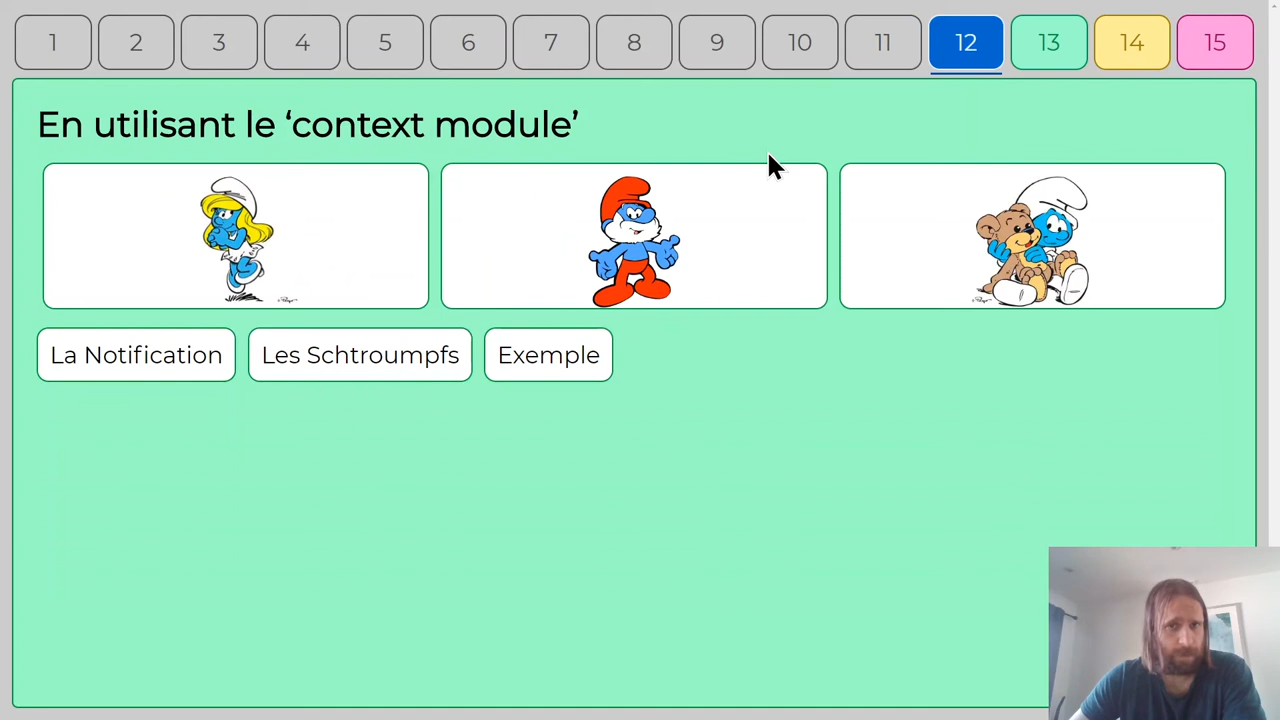 1 2 3 4 5 6 7 8 9 10 11 12 13 14 15
En utilisant le ‘context module’
La Notification Les Schtroumpfs Exemple